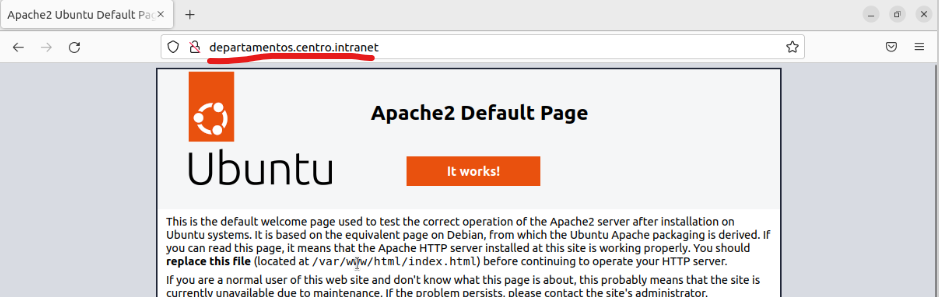 Apache2 Ubuntu Default Pag
departamentos.centro.intranet
Apache2 Default Page
Ubuntu
It works!
This is the default welcome page used to test the correct operation of the Apache2 server after installation on
Ubuntu systems. It is based on the equivalent page on Debian, from which the Ubuntu Apache packaging is derived. If
you can read this page, it means that the Apache HTTP server installed at this site is working properly. You should
replace this file (located at /var/www/html/index.html) before continuing to operate your HTTP server.
If you are a normal user of this web site and don't know what this page is about, this probably means that the site is
currently unavailable due to maintenance. If the problem persists, please contact the site's administrator.